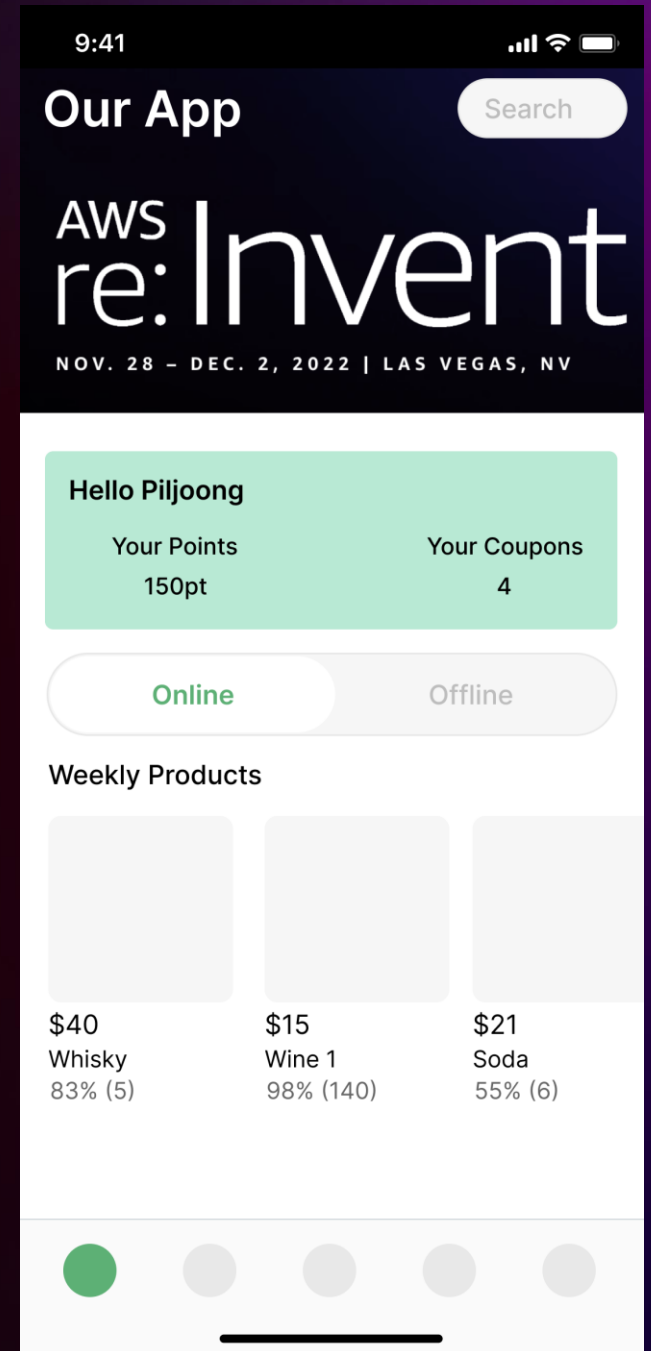 9:41
Our App
Search
AWS
re:Invent
NOV. 28 – DEC. 2, 2022 | LAS VEGAS, NV
Hello Piljoong
Your Points Your Coupons
150pt 4
Online Offline
Weekly Products
$40 $15 $21
Whisky Wine 1 Soda
83% (5) 98% (140) 55% (6)